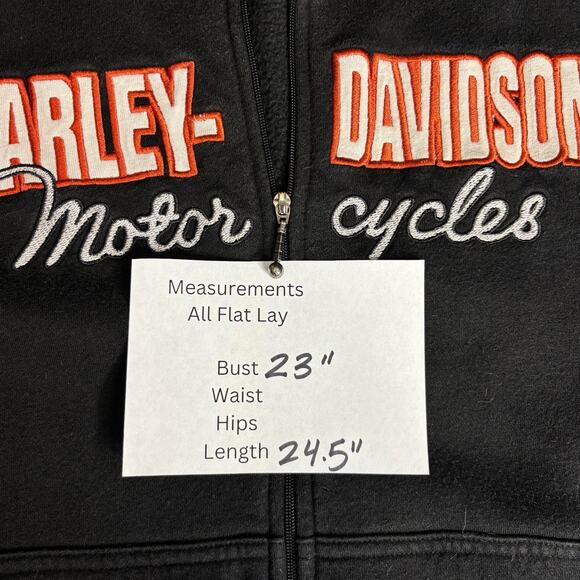 ARLEY- DAVIDSON
Motor cycles
Measurements
All Flat Lay
Bust 23"
Waist
Hips
Length 24.5"